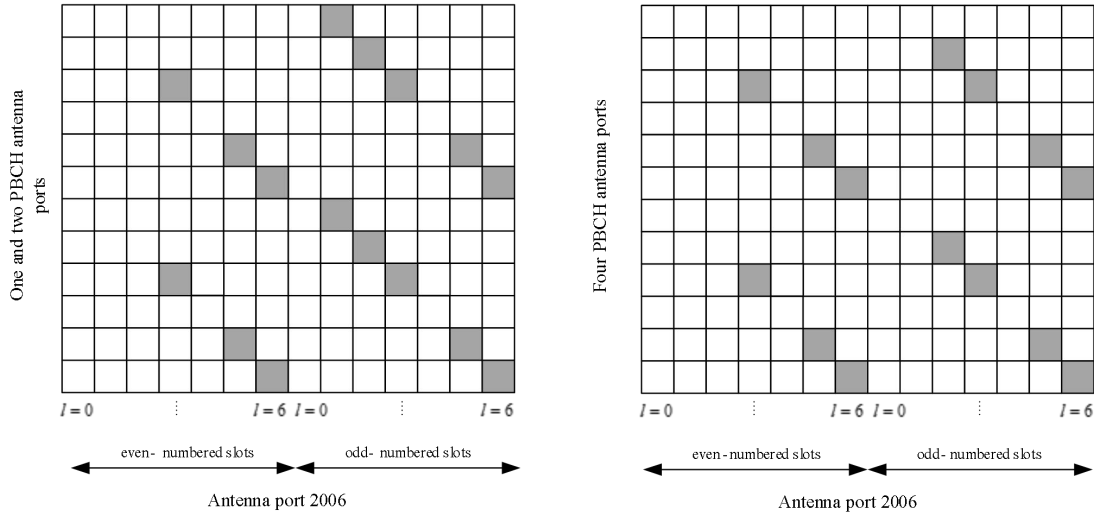 One and two PBCH antenna
ports
l = 0
l = 6
l = 0
l = 6
even- numbered slots
odd- numbered slots
Antenna port 2006
Four PBCH antenna ports
l = 0
l = 6
l = 0
l = 6
even- numbered slots
odd- numbered slots
Antenna port 2006